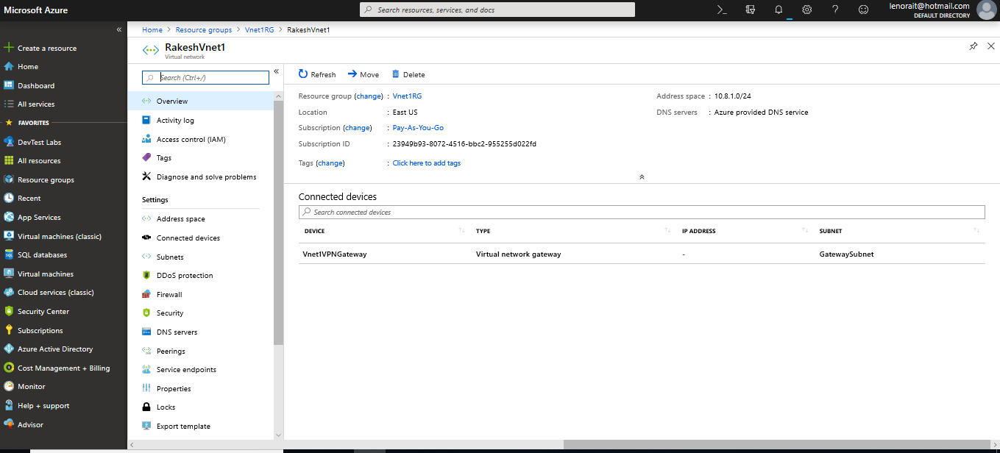 Microsoft Azure
Search resources, services, and docs
lenorait@hotmail.com
DEFAULT DIRECTORY
Create a resource
Home
Dashboard
All services
FAVORITES
DevTest Labs
All resources
Resource groups
Recent
App Services
Virtual machines (classic)
SQL databases
Virtual machines
Cloud services (classic)
Security Center
Subscriptions
Azure Active Directory
Cost Management + Billing
Monitor
Help + support
Advisor
Home > Resource groups > Vnet1RG > RakeshVnet1
RakeshVnet1
Virtual network
Search (Ctrl+/)
Overview
Activity log
Access control (IAM)
Tags
Diagnose and solve problems
Settings
Address space
Connected devices
Subnets
DDoS protection
Firewall
Security
DNS servers
Peerings
Service endpoints
Properties
Locks
Export template
Refresh Move Delete
Resource group (change) : Vnet1RG
Location : East US
Subscription (change) : Pay-As-You-Go
Subscription ID : 23949b93-8072-4516-bbc2-955255d022fd
Tags (change) : Click here to add tags
Address space : 10.8.1.0/24
DNS servers : Azure provided DNS service
Connected devices
Search connected devices
DEVICE TYPE IP ADDRESS SUBNET
Vnet1VPNGateway Virtual network gateway - GatewaySubnet